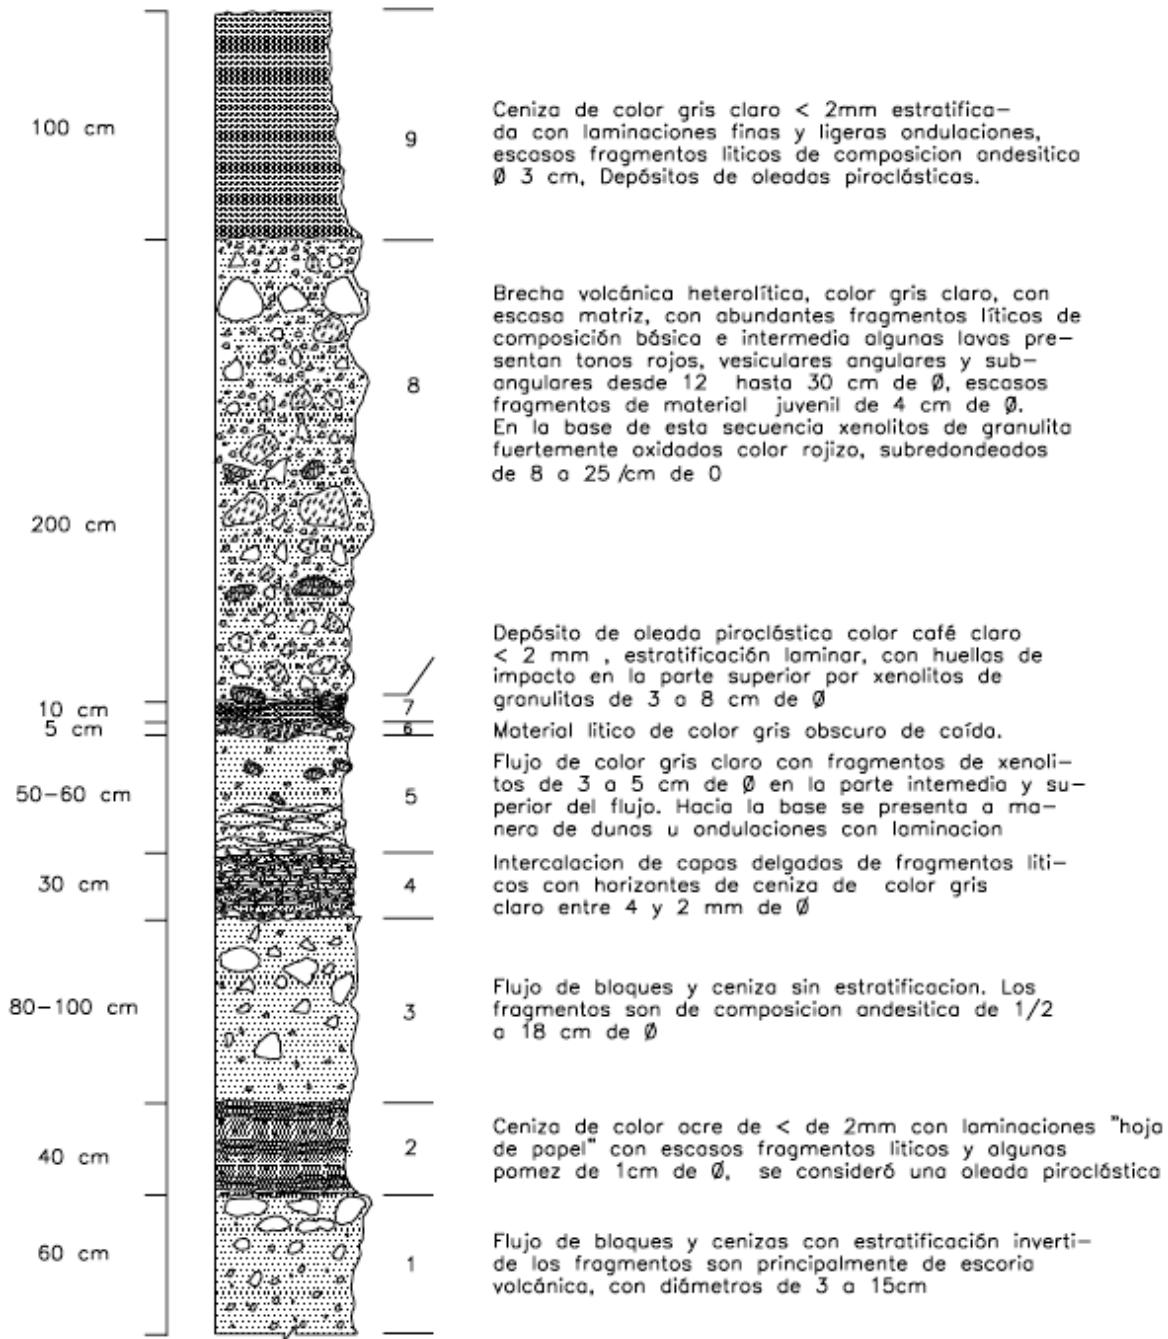 100 cm
9
Ceniza de color gris claro < 2mm estratifica-
da con laminaciones finas y ligeras ondulaciones,
escasos fragmentos liticos de composicion andesitica
Ø 3 cm, Depósitos de oleadas piroclásticas.
200 cm
8
Brecha volcánica heterolítica, color gris claro, con
escasa matriz, con abundantes fragmentos líticos de
composición básica e intermedia algunas lavas pre-
sentan tonos rojos, vesiculares angulares y sub-
angulares desde 12 hasta 30 cm de Ø, escasos
fragmentos de material juvenil de 4 cm de Ø.
En la base de esta secuencia xenolitos de granulita
fuertemente oxidados color rojizo, subredondeados
de 8 a 25 /cm de 0
10 cm
7
Depósito de oleada piroclástica color café claro
< 2 mm , estratificación laminar, con huellas de
impacto en la parte superior por xenolitos de
granulitas de 3 a 8 cm de Ø
5 cm
6
Material litico de color gris obscuro de caída.
50-60 cm
5
Flujo de color gris claro con fragmentos de xenoli-
tos de 3 a 5 cm de Ø en la parte intemedia y su-
perior del flujo. Hacia la base se presenta a ma-
nera de dunas u ondulaciones con laminacion
30 cm
4
Intercalacion de capas delgadas de fragmentos liti-
cos con horizontes de ceniza de color gris
claro entre 4 y 2 mm de Ø
80-100 cm
3
Flujo de bloques y ceniza sin estratificacion. Los
fragmentos son de composicion andesitica de 1/2
a 18 cm de Ø
40 cm
2
Ceniza de color ocre de < de 2mm con laminaciones "hoja
de papel" con escasos fragmentos liticos y algunas
pomez de 1cm de Ø, se consideró una oleada piroclástica
60 cm
1
Flujo de bloques y cenizas con estratificación inverti-
de los fragmentos son principalmente de escoria
volcánica, con diámetros de 3 a 15cm